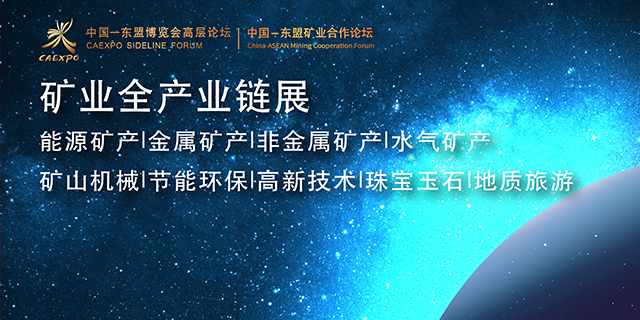 中国—东盟博览会高层论坛 | 中国—东盟矿业合作论坛
CAEXPO SIDELINE FORUM | China-ASEAN Mining Cooperation Forum
CAEXPO
矿业全产业链展
能源矿产|金属矿产|非金属矿产|水气矿产
矿山机械|节能环保|高新技术|珠宝玉石|地质旅游